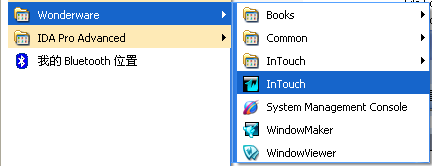 Wonderware
IDA Pro Advanced
我的 Bluetooth 位置
Books
Common
InTouch
InTouch
System Management Console
WindowMaker
WindowViewer